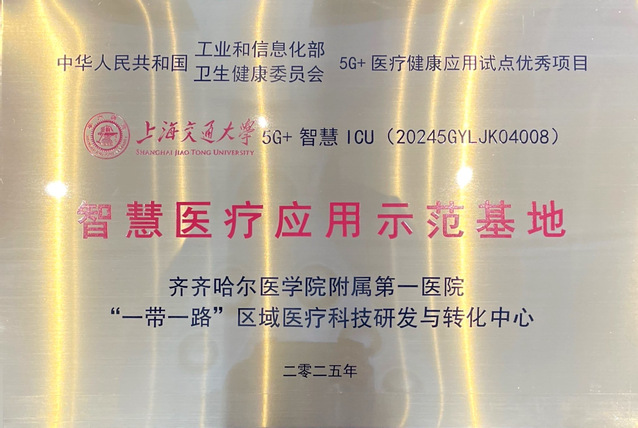 中华人民共和国 工业和信息化部 卫生健康委员会 5G+医疗健康应用试点优秀项目
上海交通大学 SHANGHAI JIAO TONG UNIVERSITY 5G+智慧ICU（20245GYLJK04008）
智慧医疗应用示范基地
齐齐哈尔医学院附属第一医院
“一带一路”区域医疗科技研发与转化中心
二零二五年